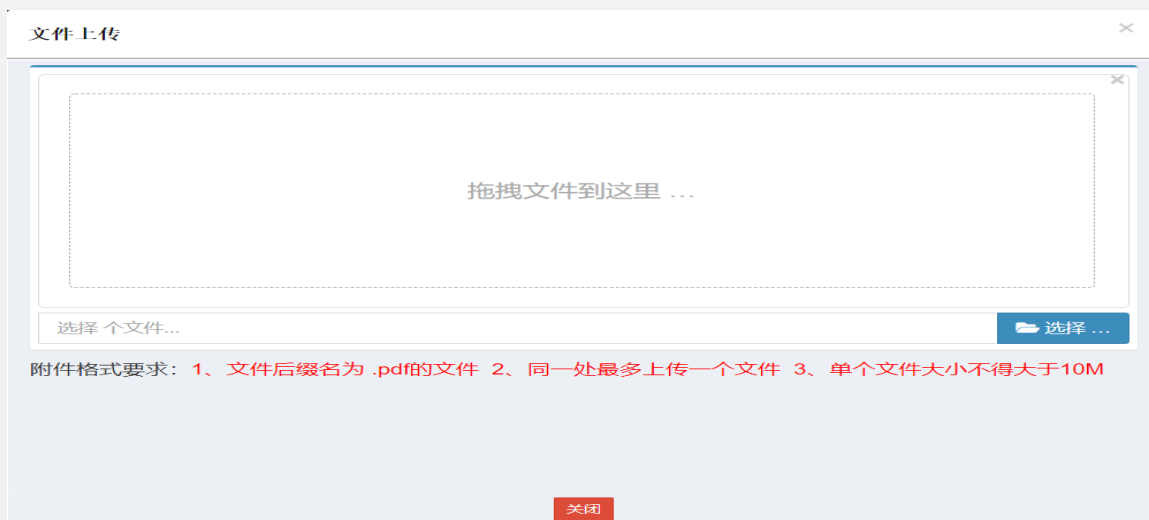 文件上传
拖拽文件到这里 ...
选择 个文件...
选择 ...
附件格式要求：1、文件后缀名为 .pdf的文件 2、同一处最多上传一个文件 3、单个文件大小不得大于10M
关闭